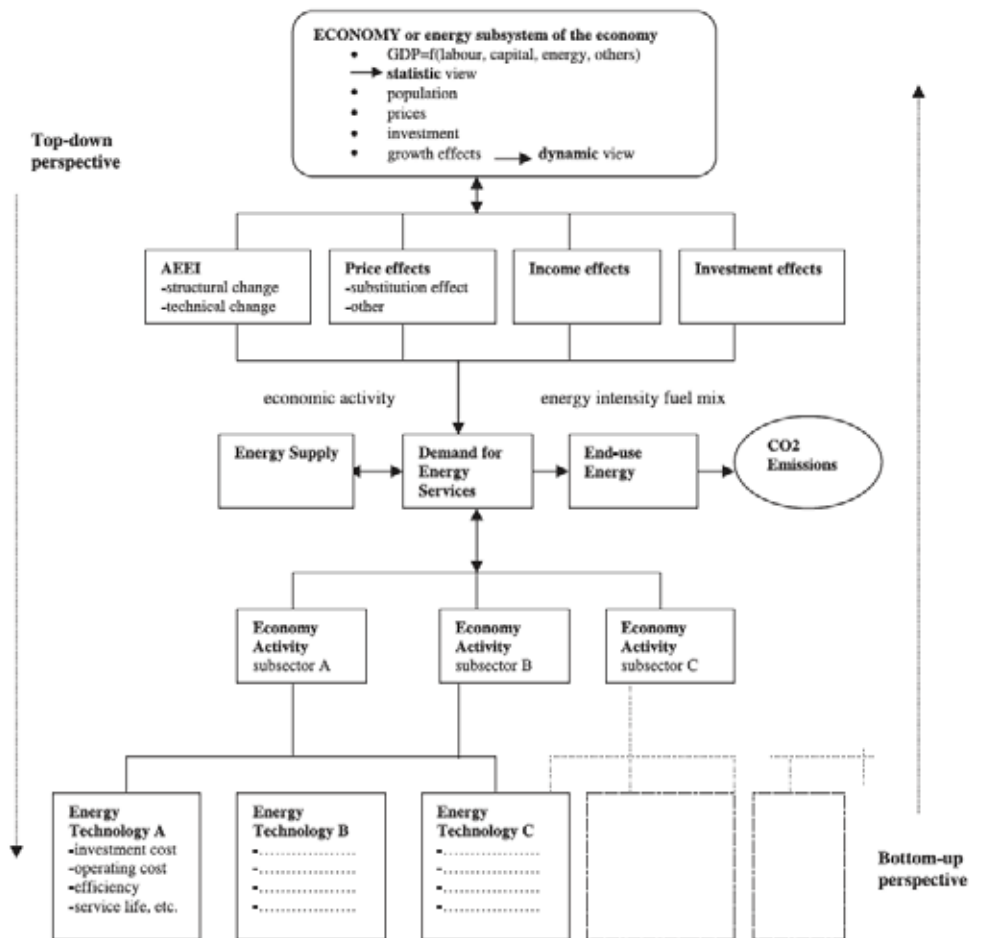 ECONOMY or energy subsystem of the economy
• GDP=f(labour, capital, energy, others)
→ statistic view
• population
• prices
• investment
• growth effects → dynamic view
Top-down
perspective
AEEI
-structural change
-technical change
Price effects
-substitution effect
-other
Income effects
Investment effects
economic activity
energy intensity fuel mix
Energy Supply
Demand for
Energy
Services
End-use
Energy
CO2
Emissions
Economy
Activity
subsector A
Economy
Activity
subsector B
Economy
Activity
subsector C
Energy
Technology A
-investment cost
-operating cost
-efficiency
-service life, etc.
Energy
Technology B
-...................
-...................
-...................
-...................
Energy
Technology C
-...................
-...................
-...................
-...................
Bottom-up
perspective